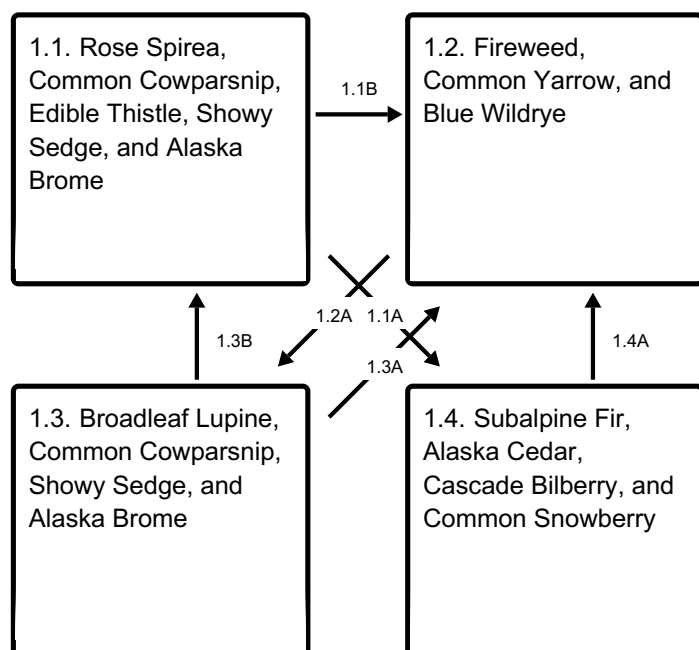 1.1. Rose Spirea,
Common Cowparsnip,
Edible Thistle, Showy
Sedge, and Alaska
Brome
1.1B
1.2. Fireweed,
Common Yarrow, and
Blue Wildrye
1.2A
1.1A
1.3B
1.3A
1.4A
1.3. Broadleaf Lupine,
Common Cowparsnip,
Showy Sedge, and
Alaska Brome
1.4. Subalpine Fir,
Alaska Cedar,
Cascade Bilberry, and
Common Snowberry